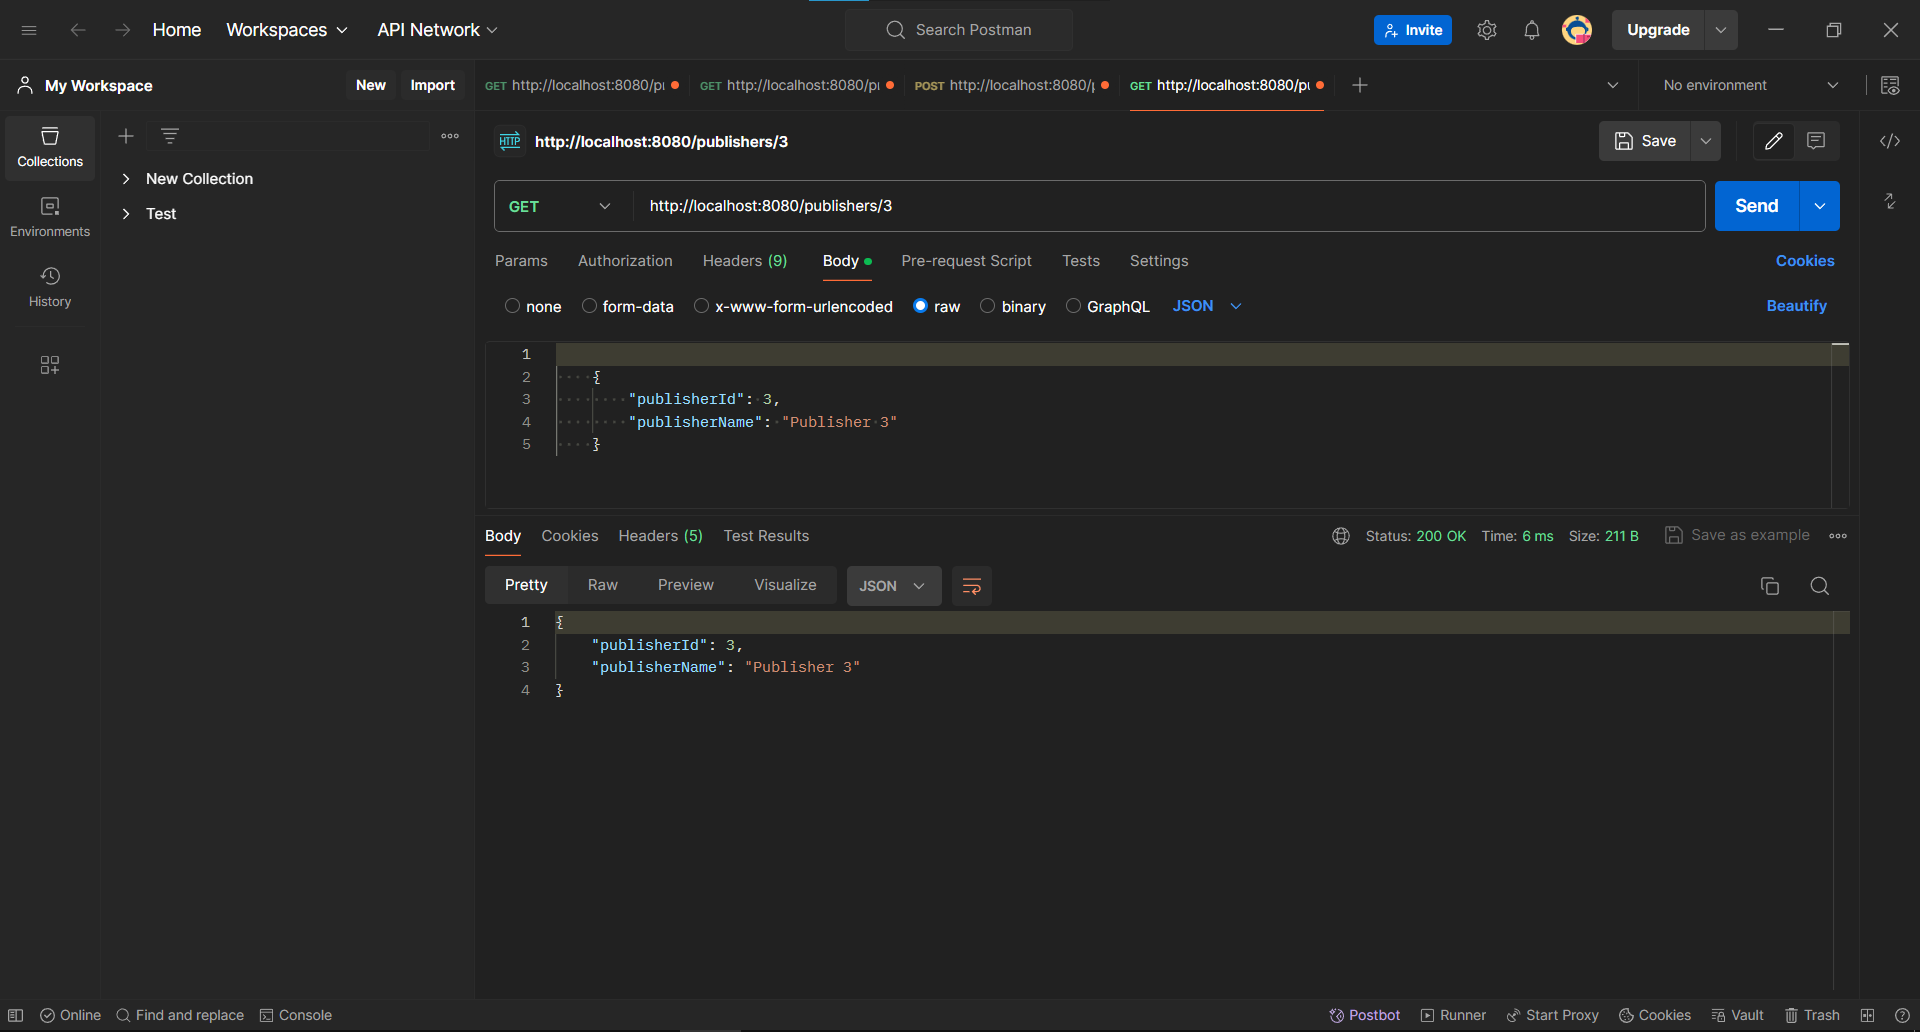 Home Workspaces API Network Search Postman Invite Upgrade
My Workspace New Import
GET http://localhost:8080/pu GET http://localhost:8080/pu POST http://localhost:8080/p GET http://localhost:8080/pu No environment
Collections
Environments
History
New Collection
Test
HTTP http://localhost:8080/publishers/3 Save
GET http://localhost:8080/publishers/3 Send
Params Authorization Headers (9) Body Pre-request Script Tests Settings Cookies
none form-data x-www-form-urlencoded raw binary GraphQL JSON Beautify
1
2 {
3 "publisherId": 3,
4 "publisherName": "Publisher 3"
5 }
Body Cookies Headers (5) Test Results Status: 200 OK Time: 6 ms Size: 211 B Save as example
Pretty Raw Preview Visualize JSON
1 {
2 "publisherId": 3,
3 "publisherName": "Publisher 3"
4 }
Online Find and replace Console Postbot Runner Start Proxy Cookies Vault Trash